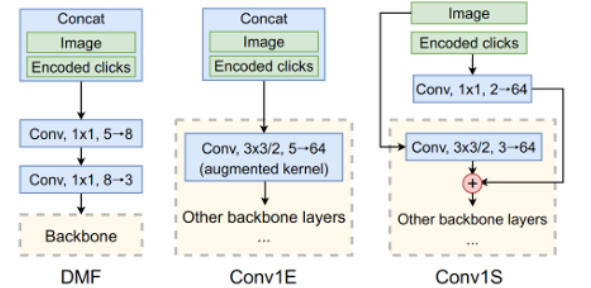 Concat
Image
Encoded clicks
Conv, 1x1, 5→8
Conv, 1x1, 8→3
Backbone
DMF
Concat
Image
Encoded clicks
Conv, 3x3/2, 5→64
(augmented kernel)
Other backbone layers
...
Conv1E
Image
Encoded clicks
Conv, 1x1, 2→64
Conv, 3x3/2, 3→64
+
Other backbone layers
...
Conv1S